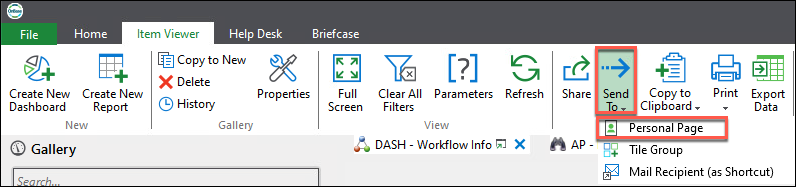 OnBase
File Home Item Viewer Help Desk Briefcase
Create New Dashboard
Create New Report
New
Copy to New
Delete
History
Properties
Gallery
Full Screen
Clear All Filters
Parameters
Refresh
View
Share
Send To
Copy to Clipboard
Print
Export Data
Personal Page
Tile Group
Mail Recipient (as Shortcut)
Gallery
DASH - Workflow Info
AP -
Search...